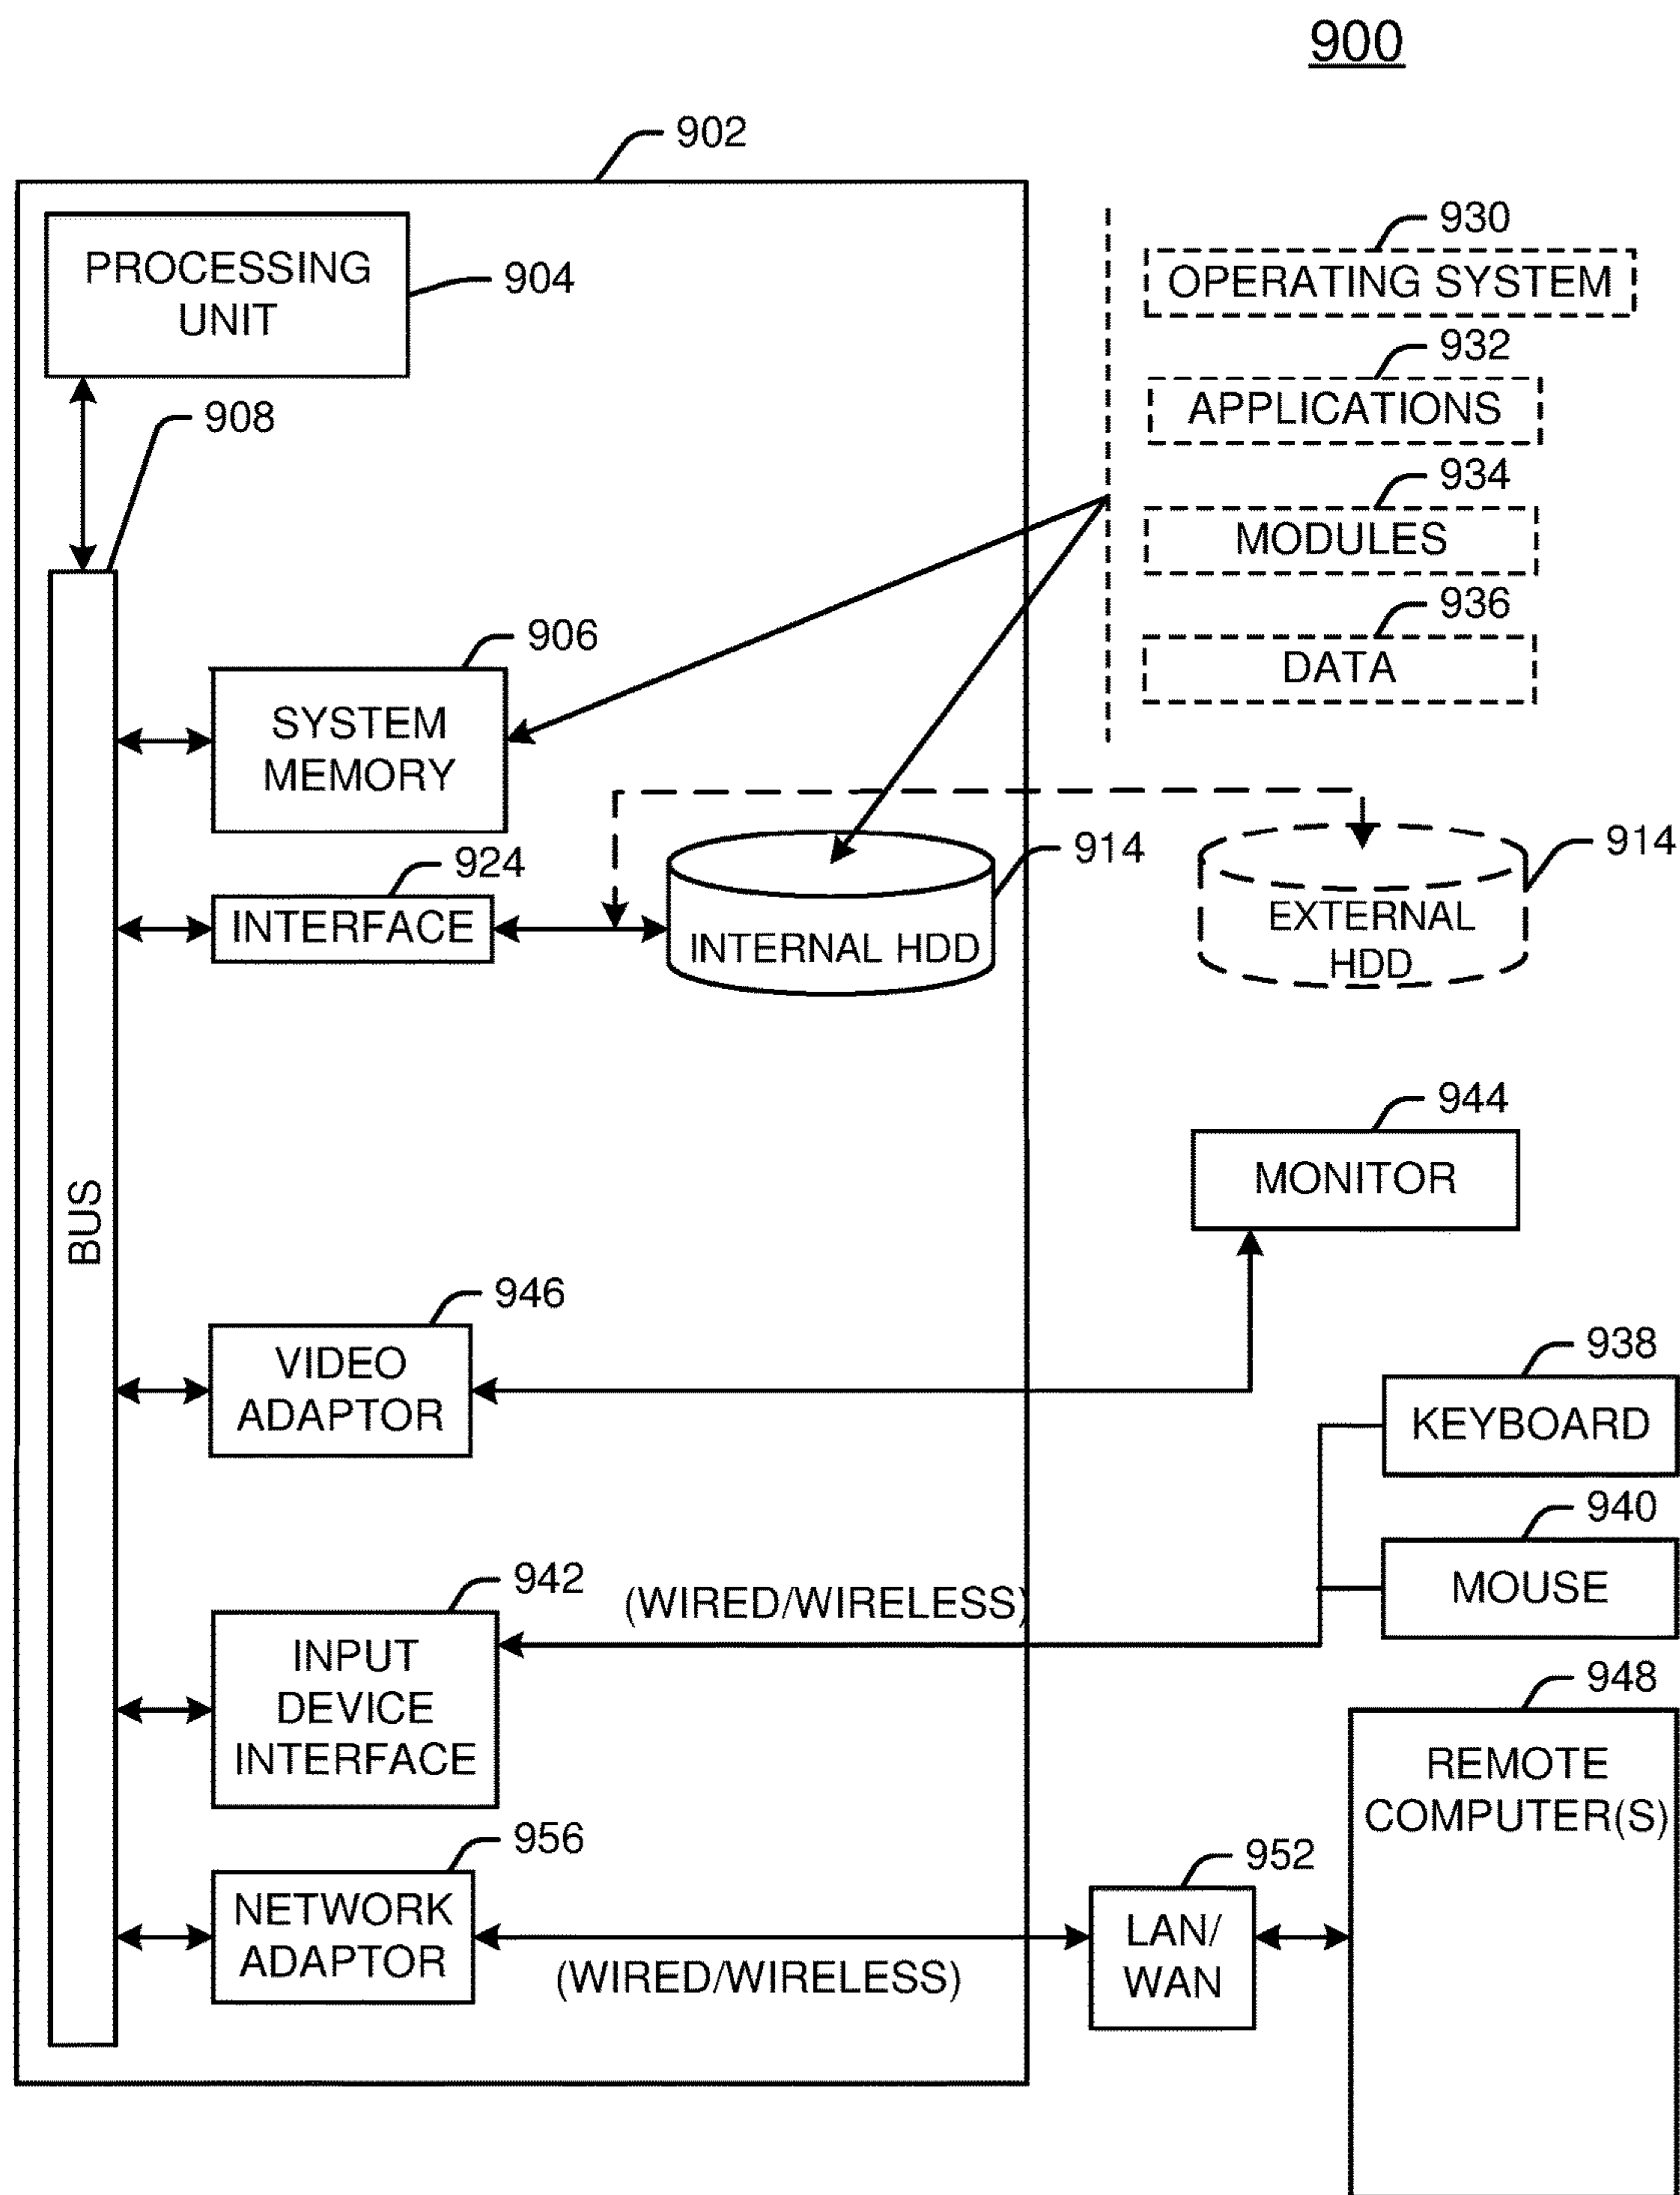 900
902
PROCESSING
UNIT
904
908
930
OPERATING SYSTEM
932
APPLICATIONS
934
MODULES
936
DATA
906
SYSTEM
MEMORY
924
INTERFACE
914
INTERNAL HDD
914
EXTERNAL
HDD
944
MONITOR
BUS
946
VIDEO
ADAPTOR
938
KEYBOARD
940
MOUSE
942
(WIRED/WIRELESS)
INPUT
DEVICE
INTERFACE
948
REMOTE
COMPUTER(S)
956
NETWORK
ADAPTOR
(WIRED/WIRELESS)
952
LAN/
WAN